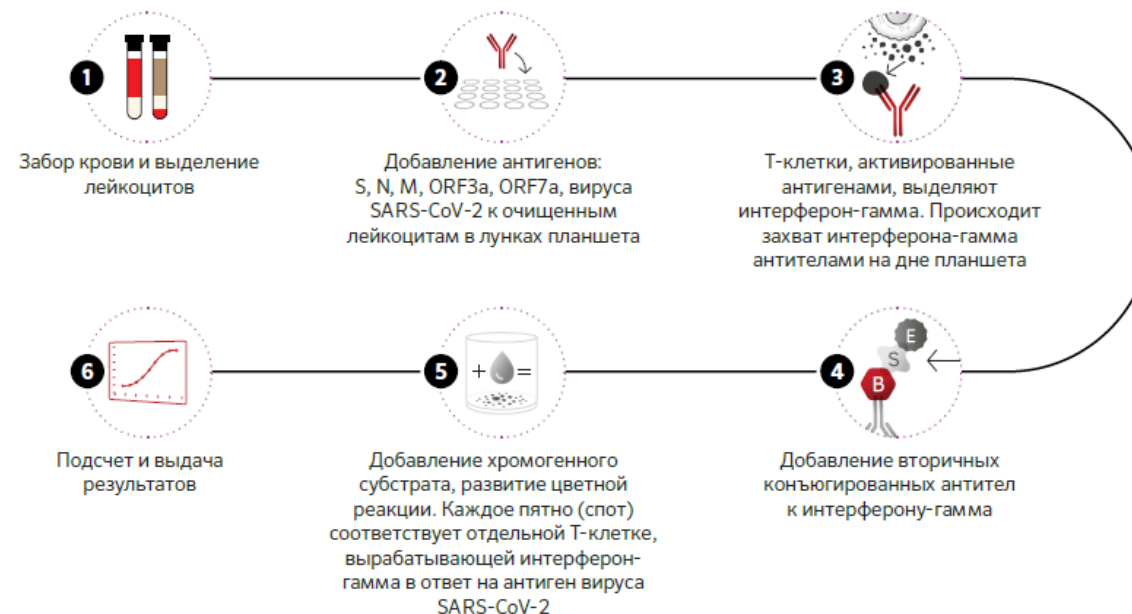 1
Забор крови и выделение
лейкоцитов
2
Добавление антигенов:
S, N, M, ORF3a, ORF7a, вируса
SARS-CoV-2 к очищенным
лейкоцитам в лунках планшета
3
Т-клетки, активированные
антигенами, выделяют
интерферон-гамма. Происходит
захват интерферона-гамма
антителами на дне планшета
4
E
S
B
Добавление вторичных
конъюгированных антител
к интерферону-гамма
5
+ =
Добавление хромогенного
субстрата, развитие цветной
реакции. Каждое пятно (спот)
соответствует отдельной Т-клетке,
вырабатывающей интерферон-
гамма в ответ на антиген вируса
SARS-CoV-2
6
Подсчет и выдача
результатов